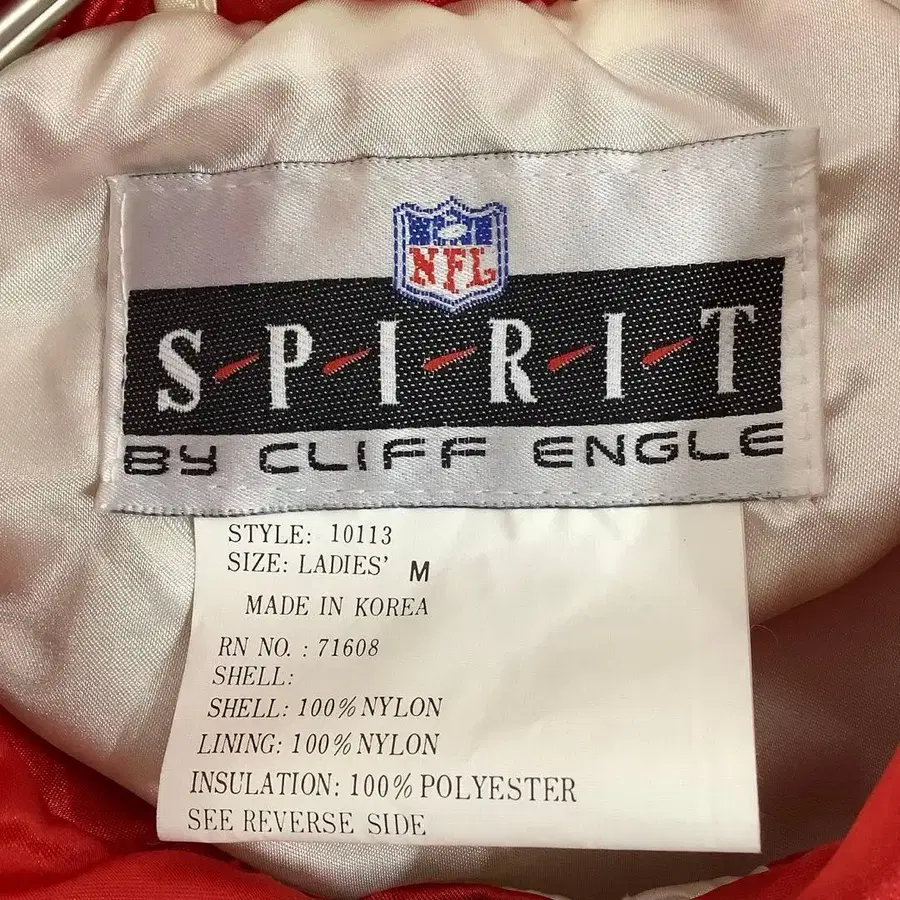 NFL
SPIRIT
BY CLIFF ENGLE
STYLE: 10113
SIZE: LADIES' M
MADE IN KOREA
RN NO. : 71608
SHELL:
SHELL: 100% NYLON
LINING: 100% NYLON
INSULATION: 100% POLYESTER
SEE REVERSE SIDE